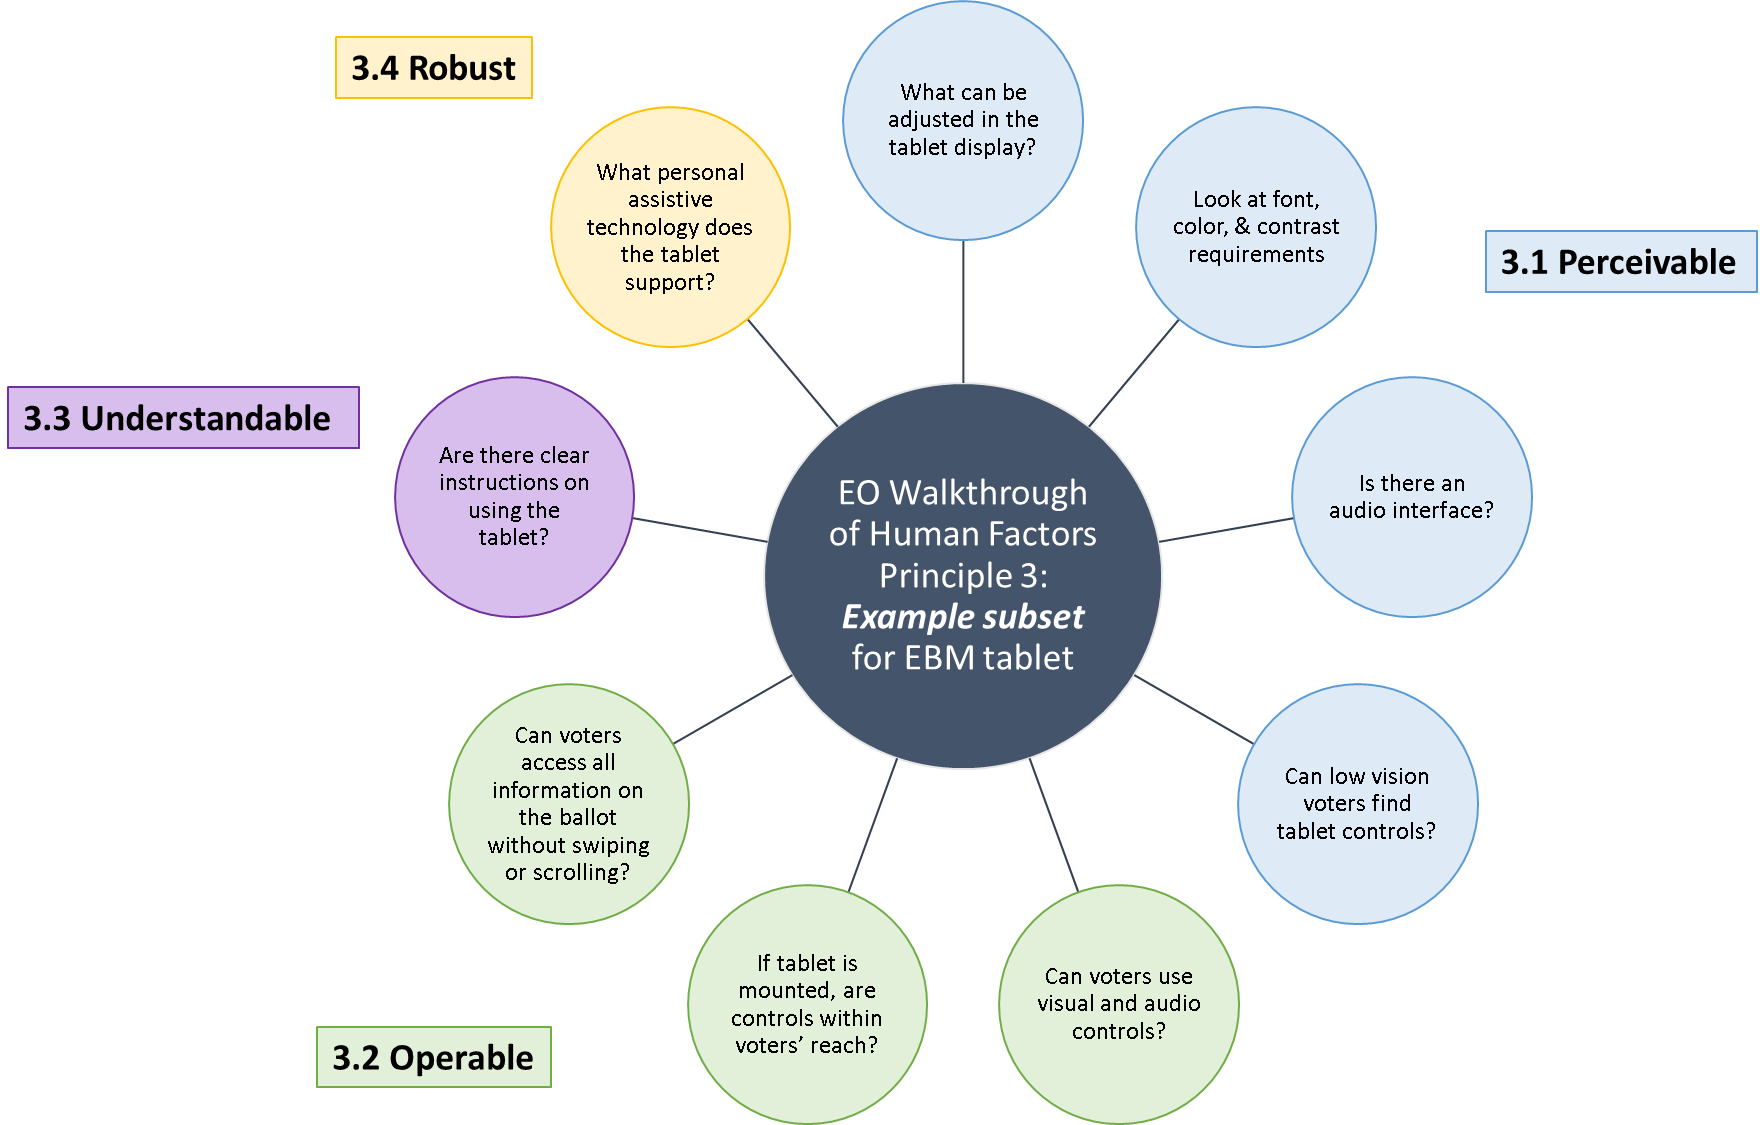 3.4 Robust
What can be
adjusted in the
tablet display?
What personal
assistive
technology does
the tablet
support?
Look at font,
color, & contrast
requirements
3.1 Perceivable
3.3 Understandable
Are there clear
instructions on
using the
tablet?
EO Walkthrough
of Human Factors
Principle 3:
Example subset
for EBM tablet
Is there an
audio interface?
Can voters
access all
information on
the ballot
without swiping
or scrolling?
Can low vision
voters find
tablet controls?
If tablet is
mounted, are
controls within
voters’ reach?
Can voters use
visual and audio
controls?
3.2 Operable